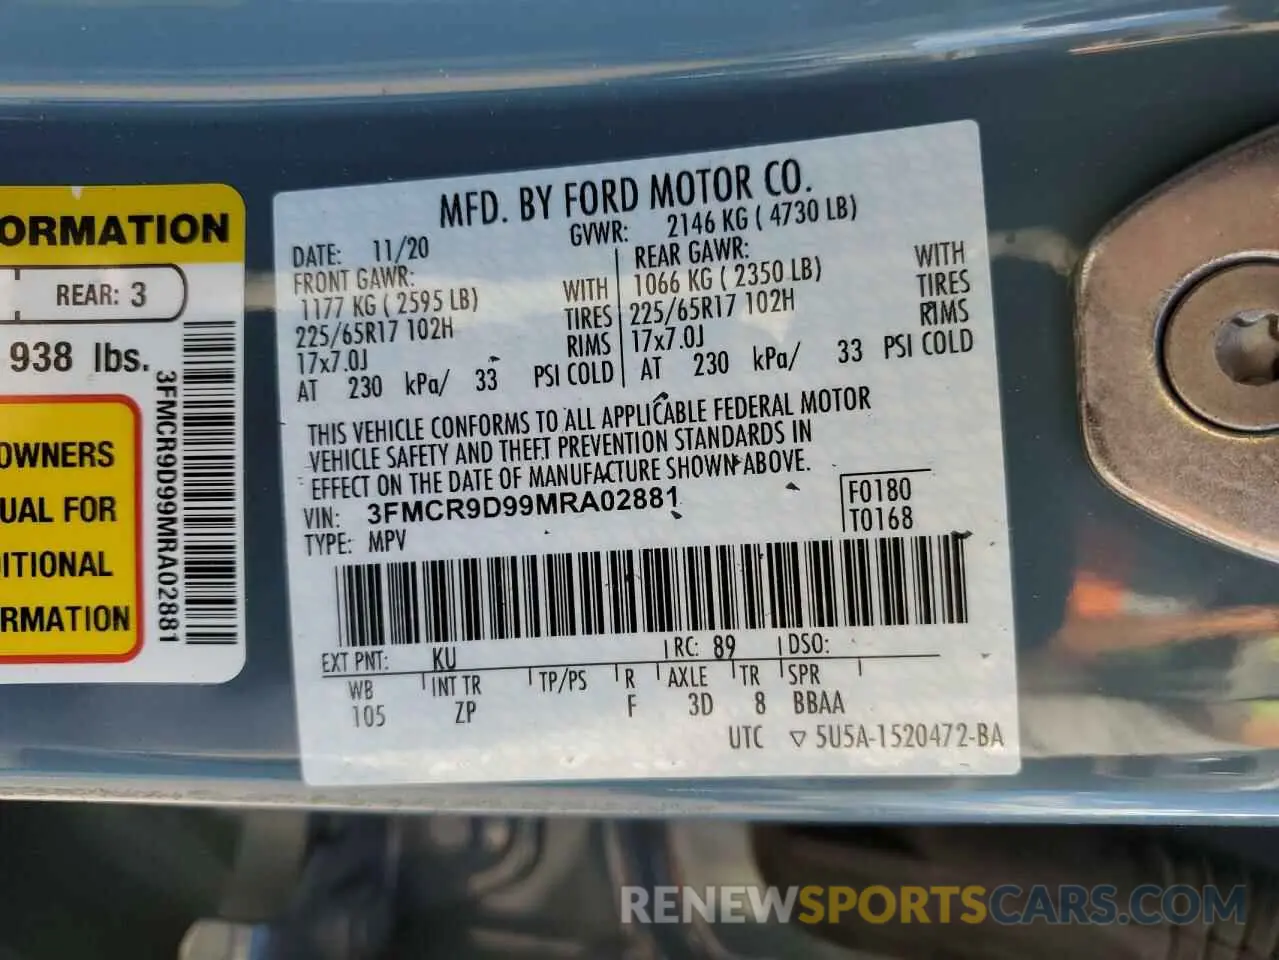 ORMATION
REAR: 3
938 lbs.
OWNERS
UAL FOR
DITIONAL
RMATION
3FMCR9D99MRA02881
MFD. BY FORD MOTOR CO.
DATE: 11/20
GVWR: 2146 KG ( 4730 LB)
FRONT GAWR:
1177 KG ( 2595 LB) WITH
225/65R17 102H TIRES
17x7.0J RIMS
AT 230 kPa/ 33 PSI COLD
REAR GAWR: WITH
1066 KG ( 2350 LB) TIRES
225/65R17 102H RIMS
17x7.0J
AT 230 kPa/ 33 PSI COLD
THIS VEHICLE CONFORMS TO ALL APPLICABLE FEDERAL MOTOR
VEHICLE SAFETY AND THEFT PREVENTION STANDARDS IN
EFFECT ON THE DATE OF MANUFACTURE SHOWN ABOVE.
VIN: 3FMCR9D99MRA02881
TYPE: MPV
F0180
T0168
EXT PNT: KU RC: 89 DSO:
WB INT TR TP/PS R AXLE TR SPR
105 ZP F 3D 8 BBAA
UTC ▽ 5U5A-1520472-BA
RENEWSPORTSCARS.COM